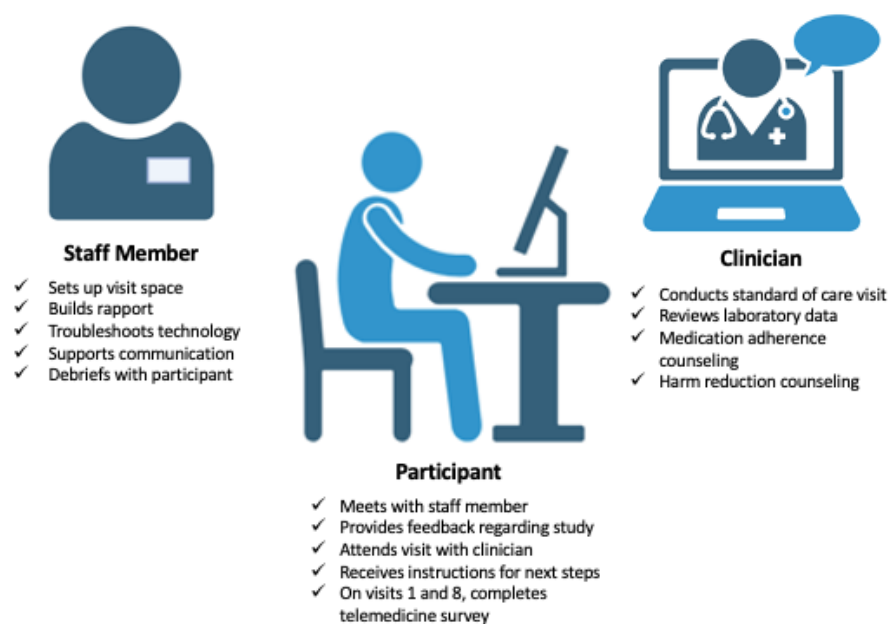 Staff Member
✓ Sets up visit space
✓ Builds rapport
✓ Troubleshoots technology
✓ Supports communication
✓ Debriefs with participant
Participant
✓ Meets with staff member
✓ Provides feedback regarding study
✓ Attends visit with clinician
✓ Receives instructions for next steps
✓ On visits 1 and 8, completes
telemedicine survey
Clinician
✓ Conducts standard of care visit
✓ Reviews laboratory data
✓ Medication adherence
counseling
✓ Harm reduction counseling